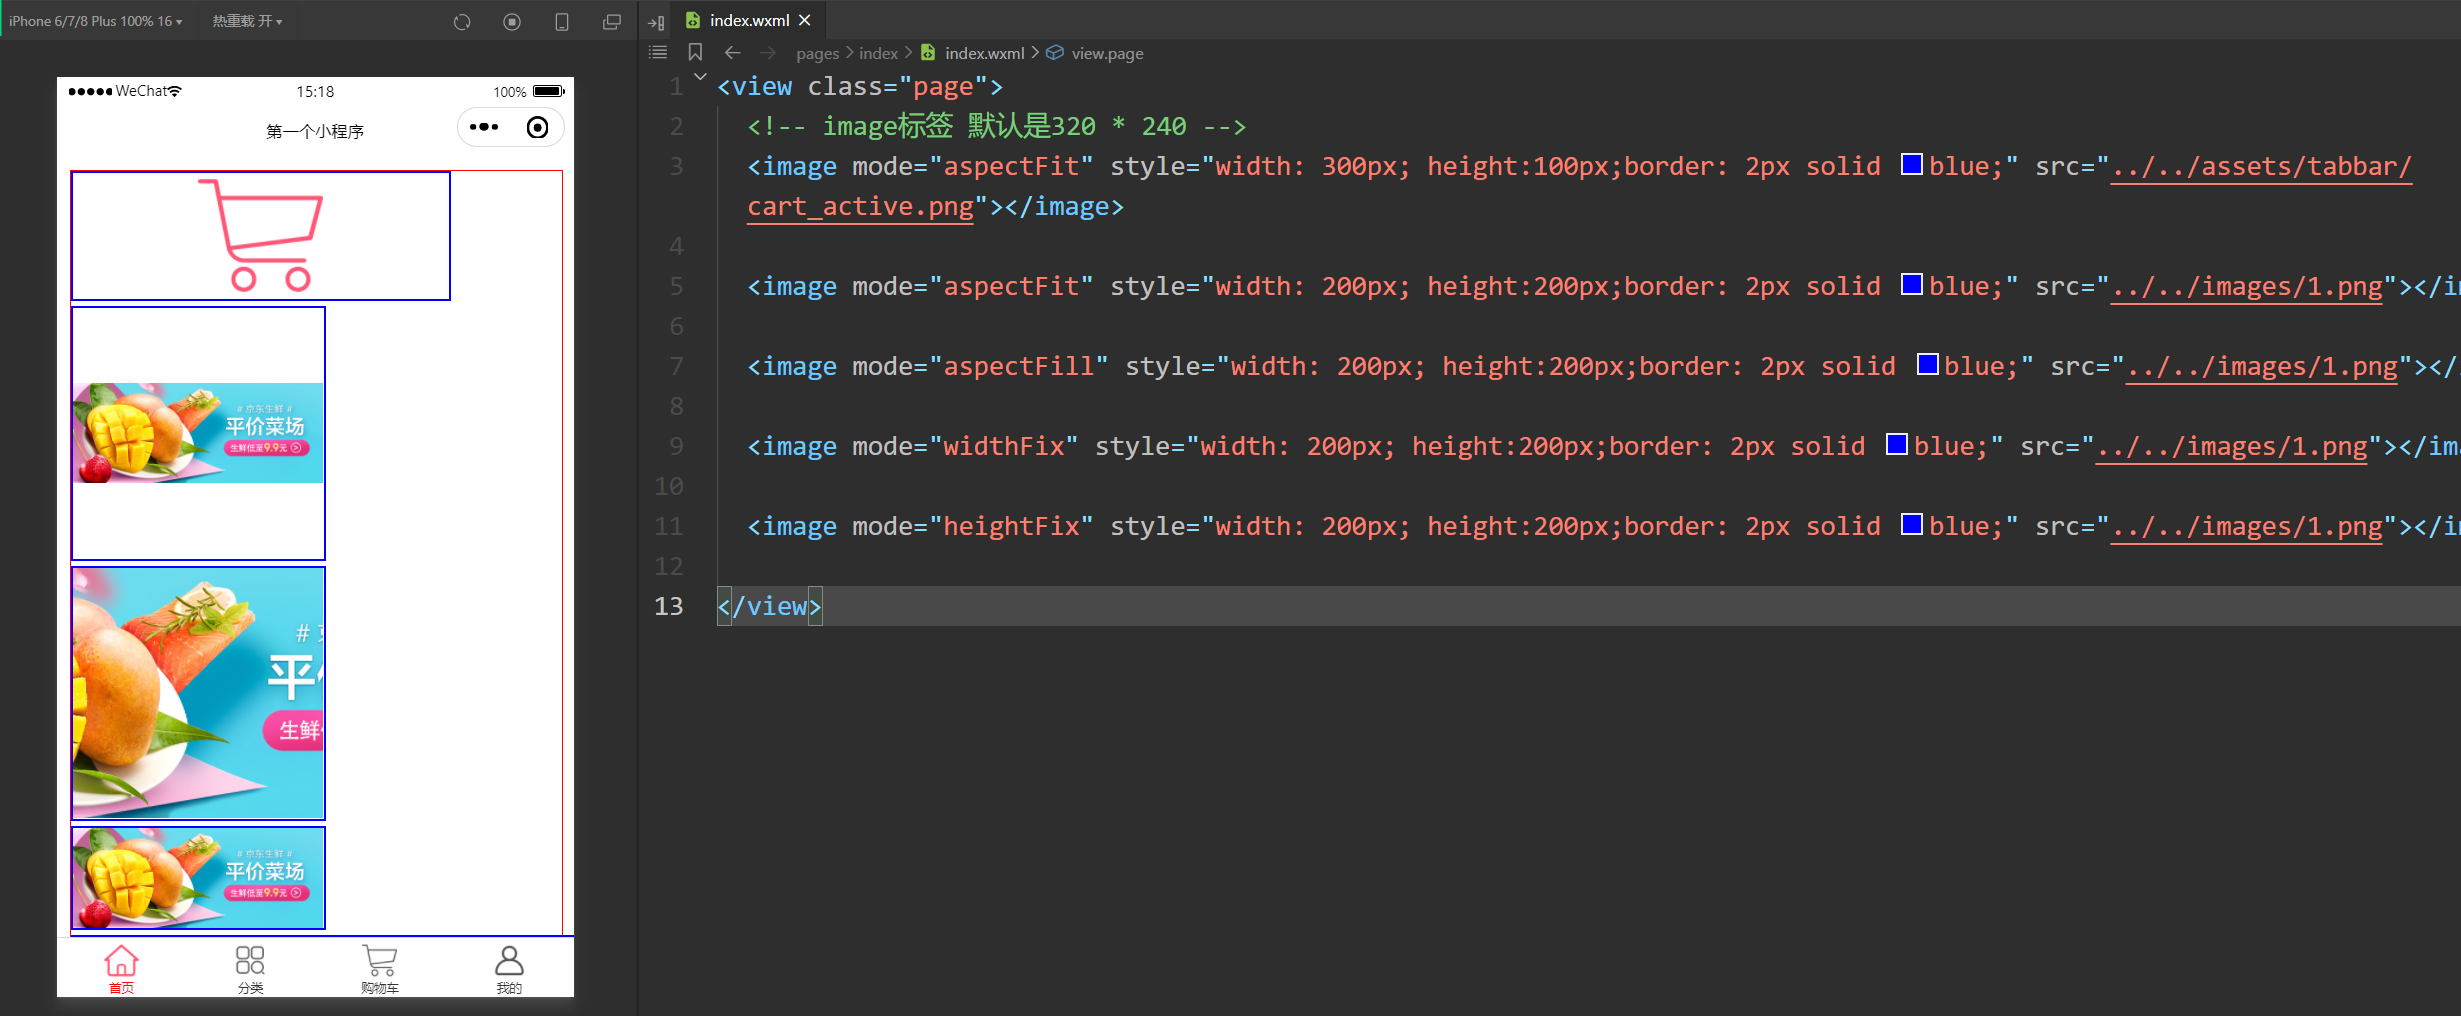 iPhone 6/7/8 Plus 100% 16
热重载 开
index.wxml
pages
index
index.wxml
view.page
WeChat
15:18
100%
第一个小程序
# 京东生鲜 #
平价菜场
生鲜低至9.9元
# 京
平价
生鲜
# 京东生鲜 #
平价菜场
生鲜低至9.9元
首页
分类
购物车
我的
1 <view class="page">
2 <!-- image标签 默认是320 * 240 -->
3 <image mode="aspectFit" style="width: 300px; height:100px;border: 2px solid blue;" src="../../assets/tabbar/
cart_active.png"></image>
4
5 <image mode="aspectFit" style="width: 200px; height:200px;border: 2px solid blue;" src="../../images/1.png"></i
6
7 <image mode="aspectFill" style="width: 200px; height:200px;border: 2px solid blue;" src="../../images/1.png"></
8
9 <image mode="widthFix" style="width: 200px; height:200px;border: 2px solid blue;" src="../../images/1.png"></im
10
11 <image mode="heightFix" style="width: 200px; height:200px;border: 2px solid blue;" src="../../images/1.png"></i
12
13 </view>